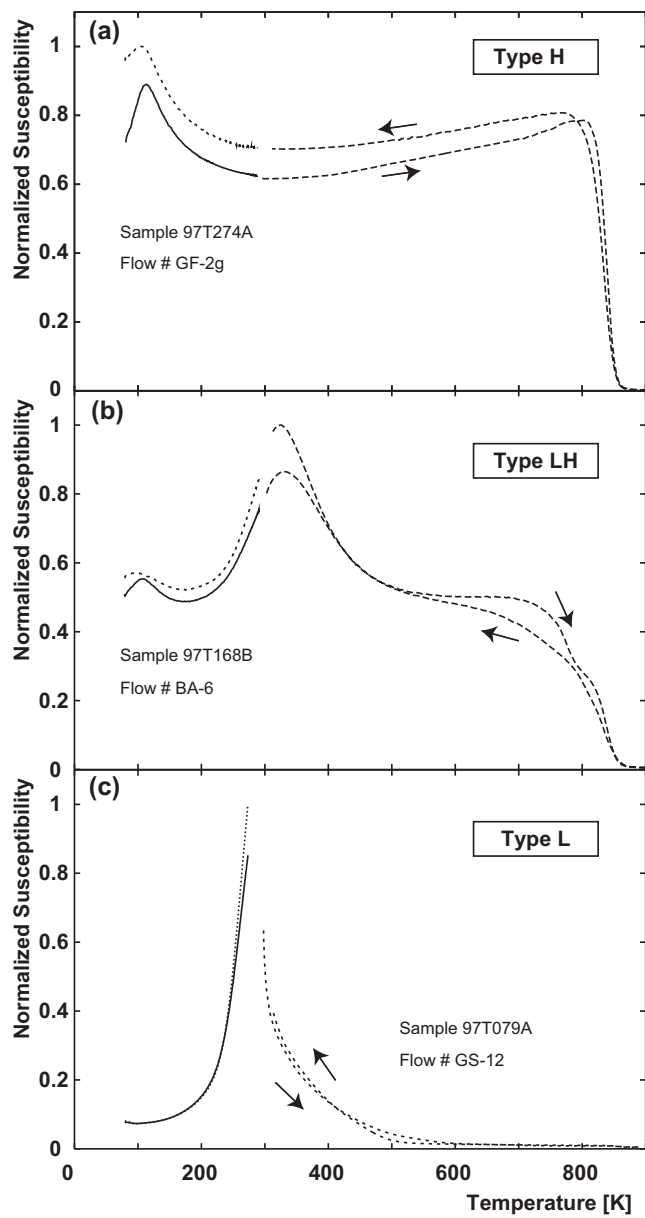 (a)
Type H
Normalized Susceptibility
1
0.8
0.6
0.4
0.2
0
Sample 97T274A
Flow # GF-2g
(b)
Type LH
Normalized Susceptibility
1
0.8
0.6
0.4
0.2
0
Sample 97T168B
Flow # BA-6
(c)
Type L
Normalized Susceptibility
1
0.8
0.6
0.4
0.2
0
Sample 97T079A
Flow # GS-12
0 200 400 600 800
Temperature [K]